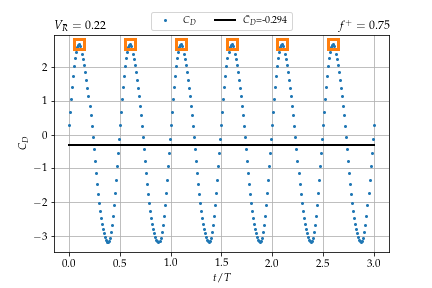 V_R = 0.22
C_D
C̄_D=-0.294
f⁺ = 0.75
2
1
0
−1
−2
−3
C_D
0.0 0.5 1.0 1.5 2.0 2.5 3.0
t/T